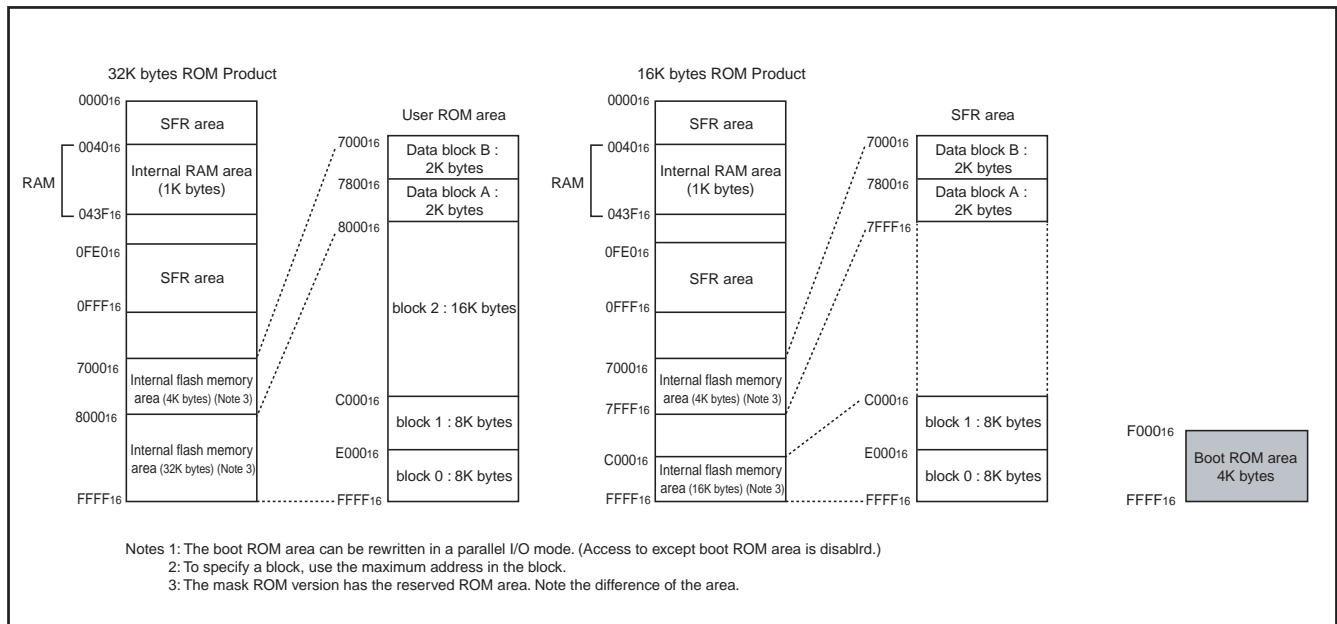 32K bytes ROM Product
000016
SFR area
004016
RAM
Internal RAM area
(1K bytes)
043F16
0FE016
SFR area
0FFF16
700016
Internal flash memory
area (4K bytes) (Note 3)
800016
Internal flash memory
area (32K bytes) (Note 3)
FFFF16
User ROM area
700016
Data block B :
2K bytes
780016
Data block A :
2K bytes
800016
block 2 : 16K bytes
C00016
block 1 : 8K bytes
E00016
block 0 : 8K bytes
FFFF16
16K bytes ROM Product
000016
SFR area
004016
RAM
Internal RAM area
(1K bytes)
043F16
0FE016
SFR area
0FFF16
700016
Internal flash memory
area (4K bytes) (Note 3)
7FFF16
C00016
Internal flash memory
area (16K bytes) (Note 3)
FFFF16
SFR area
700016
Data block B :
2K bytes
780016
Data block A :
2K bytes
7FFF16
C00016
block 1 : 8K bytes
E00016
block 0 : 8K bytes
FFFF16
F00016
Boot ROM area
4K bytes
FFFF16
Notes 1: The boot ROM area can be rewritten in a parallel I/O mode. (Access to except boot ROM area is disablrd.)
2: To specify a block, use the maximum address in the block.
3: The mask ROM version has the reserved ROM area. Note the difference of the area.